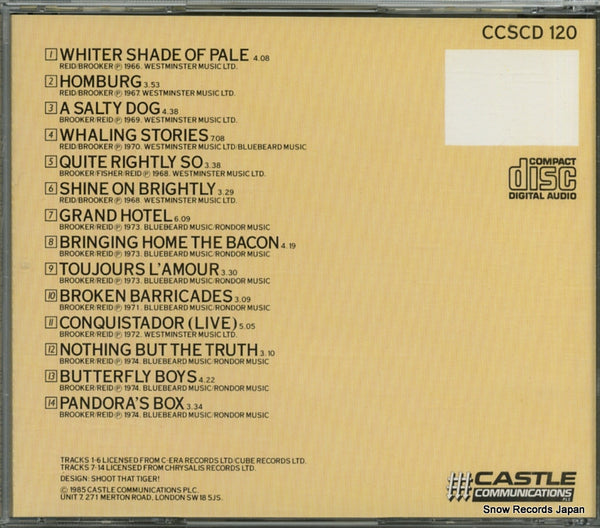 CCSCD 120
1 WHITER SHADE OF PALE 4.08
REID/BROOKER ℗ 1966. WESTMINSTER MUSIC LTD.
2 HOMBURG 3.53
REID/BROOKER ℗ 1967. WESTMINSTER MUSIC LTD.
3 A SALTY DOG 4.38
BROOKER/REID ℗ 1969. WESTMINSTER MUSIC LTD.
4 WHALING STORIES 7.08
REID/BROOKER ℗ 1970. WESTMINSTER MUSIC LTD/BLUEBEARD MUSIC
5 QUITE RIGHTLY SO 3.38
BROOKER/FISHER/REID ℗ 1968. WESTMINSTER MUSIC LTD.
6 SHINE ON BRIGHTLY 3.29
REID/BROOKER ℗ 1968. WESTMINSTER MUSIC LTD.
7 GRAND HOTEL 6.09
BROOKER/REID ℗ 1973. BLUEBEARD MUSIC/RONDOR MUSIC
8 BRINGING HOME THE BACON 4.19
BROOKER/REID ℗ 1973. BLUEBEARD MUSIC/RONDOR MUSIC
9 TOUJOURS L'AMOUR 3.30
BROOKER/REID ℗ 1973. BLUEBEARD MUSIC/RONDOR MUSIC
10 BROKEN BARRICADES 3.09
BROOKER/REID ℗ 1971. BLUEBEARD MUSIC/RONDOR MUSIC
11 CONQUISTADOR (LIVE) 5.05
BROOKER/REID ℗ 1972. WESTMINSTER MUSIC LTD.
12 NOTHING BUT THE TRUTH 3.10
BROOKER/REID ℗ 1974. BLUEBEARD MUSIC/RONDOR MUSIC
13 BUTTERFLY BOYS 4.22
BROOKER/REID ℗ 1974. BLUEBEARD MUSIC/RONDOR MUSIC
14 PANDORA'S BOX 3.34
BROOKER/REID ℗ 1974. BLUEBEARD MUSIC/RONDOR MUSIC
COMPACT
disc
DIGITAL AUDIO
TRACKS 1-6 LICENSED FROM C-ERA RECORDS LTD/CUBE RECORDS LTD.
TRACKS 7-14 LICENSED FROM CHRYSALIS RECORDS LTD.
DESIGN: SHOOT THAT TIGER!
© 1985 CASTLE COMMUNICATIONS PLC.
UNIT 7, 271 MERTON ROAD, LONDON SW18 5JS.
CASTLE
COMMUNICATIONS
PLC
Snow Records Japan